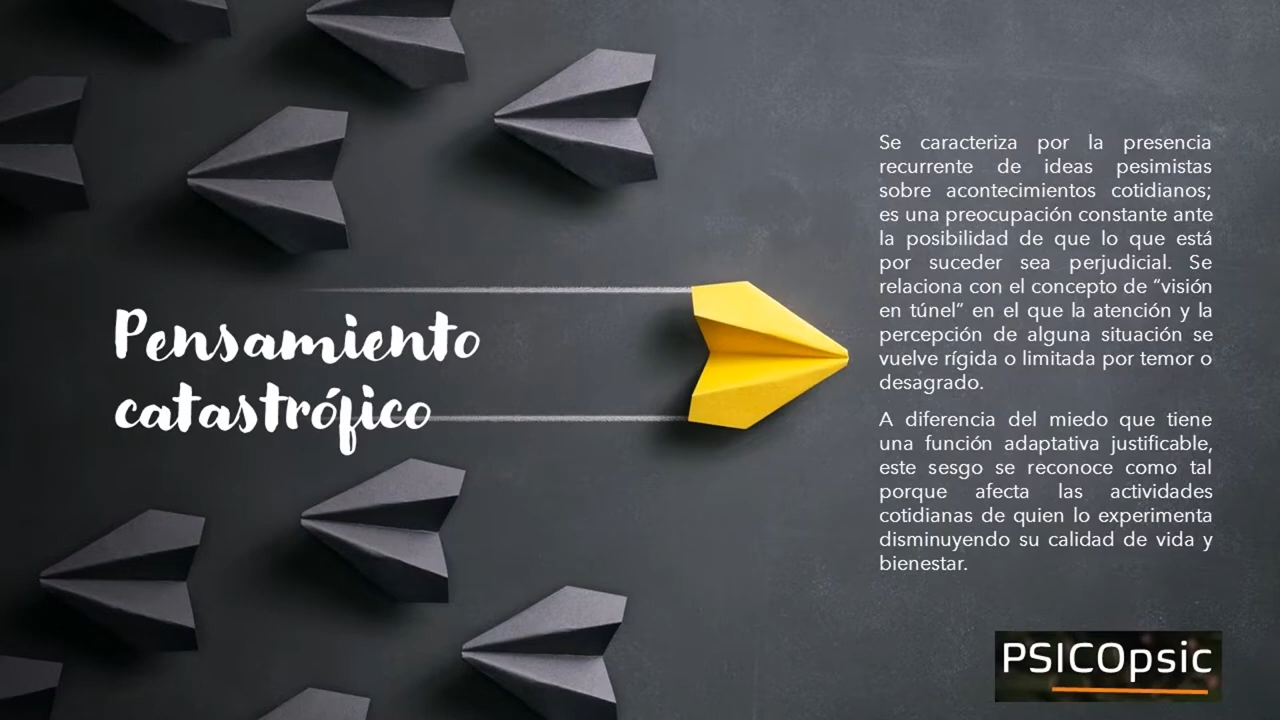 Pensamiento
catastrófico
Se caracteriza por la presencia
recurrente de ideas pesimistas
sobre acontecimientos cotidianos;
es una preocupación constante ante
la posibilidad de que lo que está
por suceder sea perjudicial. Se
relaciona con el concepto de “visión
en túnel” en el que la atención y la
percepción de alguna situación se
vuelve rígida o limitada por temor o
desagrado.
A diferencia del miedo que tiene
una función adaptativa justificable,
este sesgo se reconoce como tal
porque afecta las actividades
cotidianas de quien lo experimenta
disminuyendo su calidad de vida y
bienestar.
PSICOpsic